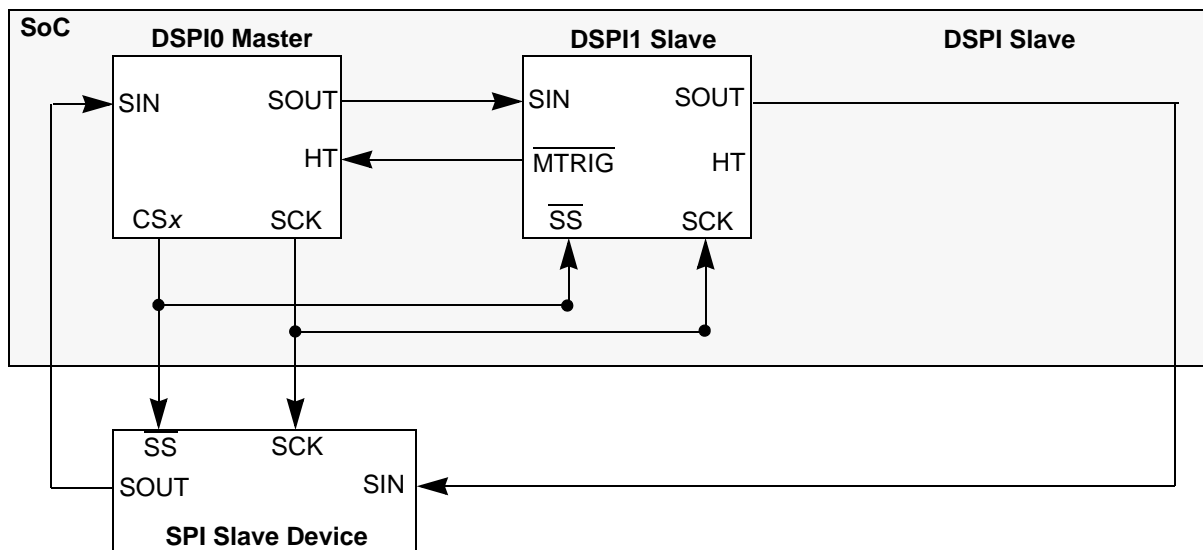 SoC
DSPI0 Master
DSPI1 Slave
DSPI Slave
SIN
SOUT
HT
CSx
SCK
SIN
SOUT
MTRIG
HT
SS
SCK
SS
SCK
SOUT
SIN
SPI Slave Device